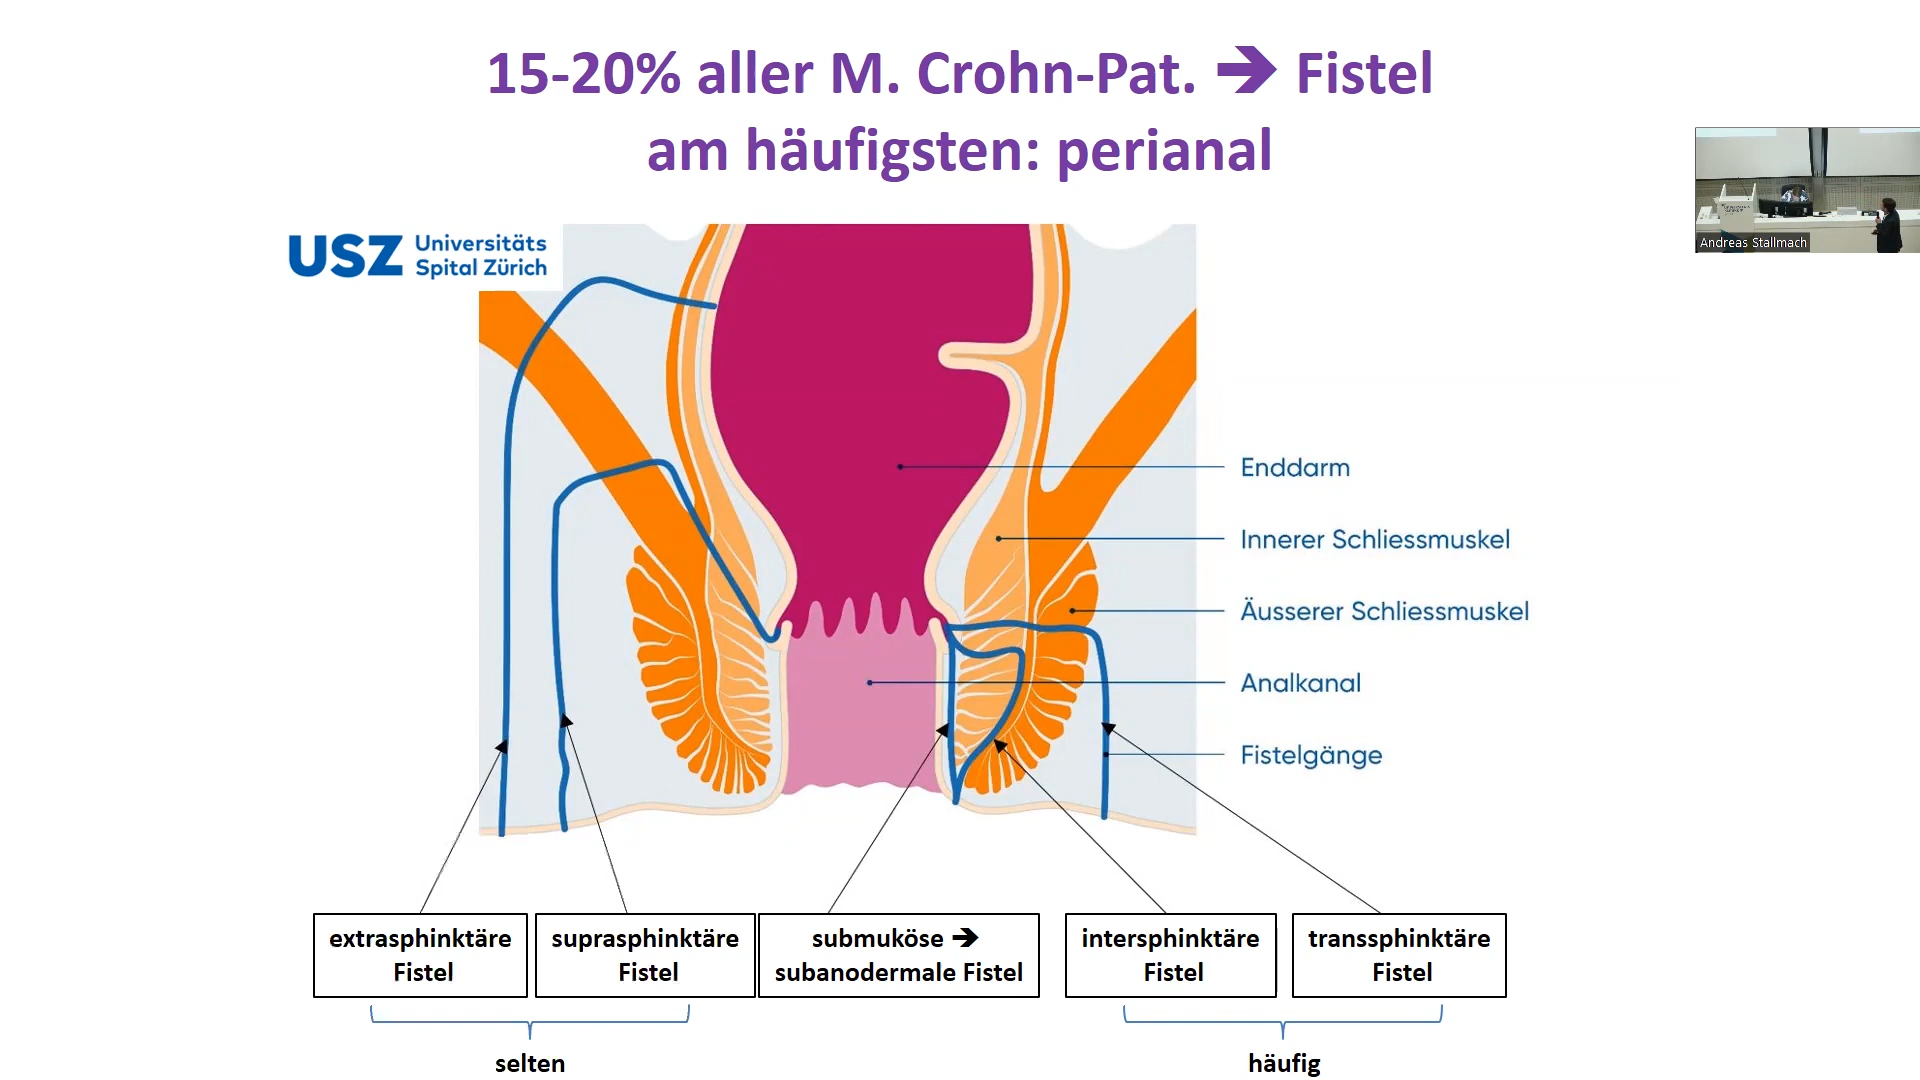 15-20% aller M. Crohn-Pat. ➔ Fistel
am häufigsten: perianal
USZ Universitäts
Spital Zürich
Andreas Stallmach
Enddarm
Innerer Schliessmuskel
Äusserer Schliessmuskel
Analkanal
Fistelgänge
extrasphinktäre
Fistel
suprasphinktäre
Fistel
submuköse ➔
subanodermale Fistel
intersphinktäre
Fistel
transsphinktäre
Fistel
selten
häufig